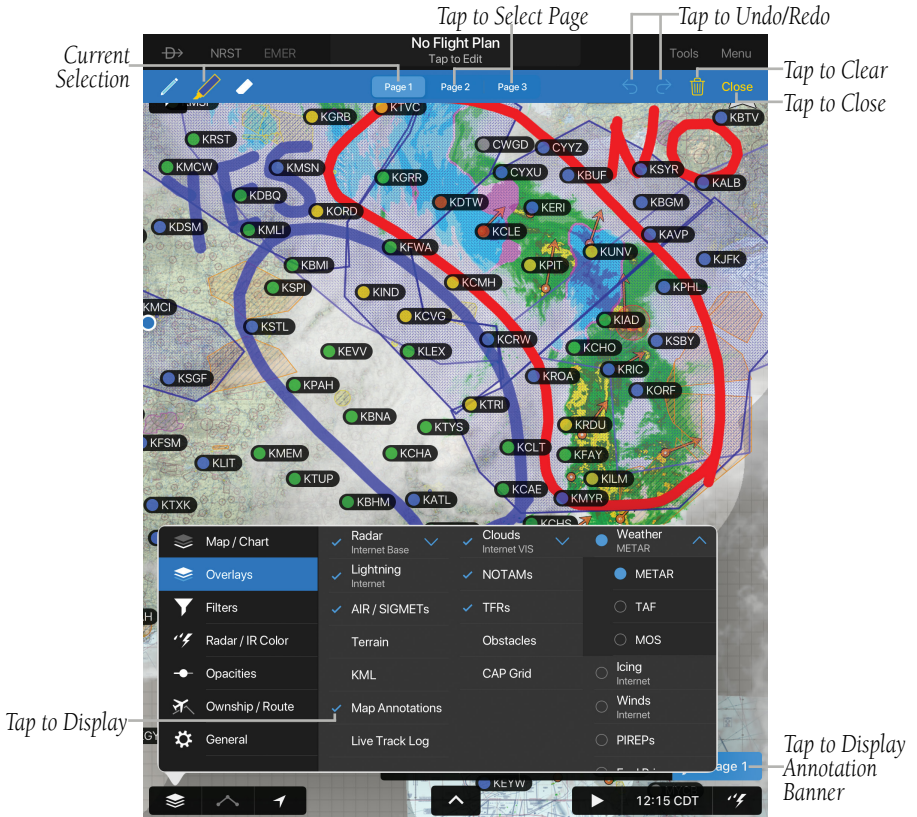 Tap to Select Page
Tap to Undo/Redo
Current
Selection
NRST EMER
No Flight Plan
Tap to Edit
Tools Menu
Tap to Clear
Page 1 Page 2 Page 3
Close
Tap to Close
KTVC
KGRB
KBTV
KRST
CWGD CYYZ
KMCW KMSN
KGRR
CYXU KBUF KSYR
KALB
KDBQ
KORD
KDTW
KERI
KBGM
NO
YES
KDSM
KMLI
KCLE
KAVP
KFWA
KUNV
KBMI
KPIT
KJFK
KSPI
KIND
KCMH
KPHL
KMCI
KCVG
KIAD
KSTL
KCRW
KSBY
KEVV
KLEX
KCHO
KSGF
KROA
KRIC
KPAH
KORF
KTRI
KBNA
KTYS
KRDU
KFSM
KCLT
KLIT
KMEM
KCHA
KFAY
KTUP
KILM
KCAE
KTXK
KBHM
KATL
KMYR
KCHS
Map / Chart
Radar
Internet Base
Clouds
Internet VIS
Weather
METAR
Overlays
Lightning
Internet
NOTAMs
METAR
Filters
AIR / SIGMETs
TFRs
TAF
Radar / IR Color
Terrain
Obstacles
MOS
Opacities
KML
CAP Grid
Icing
Internet
Tap to Display
Ownship / Route
Map Annotations
Winds
Internet
General
Live Track Log
PIREPs
age 1
Tap to Display
Annotation
Banner
KEYW
12:15 CDT